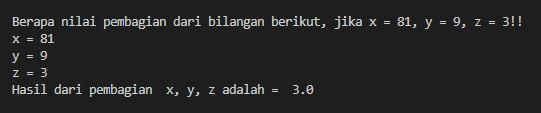 Berapa nilai pembagian dari bilangan berikut, jika x = 81, y = 9, z = 3!!
x = 81
y = 9
z = 3
Hasil dari pembagian  x, y, z adalah =  3.0